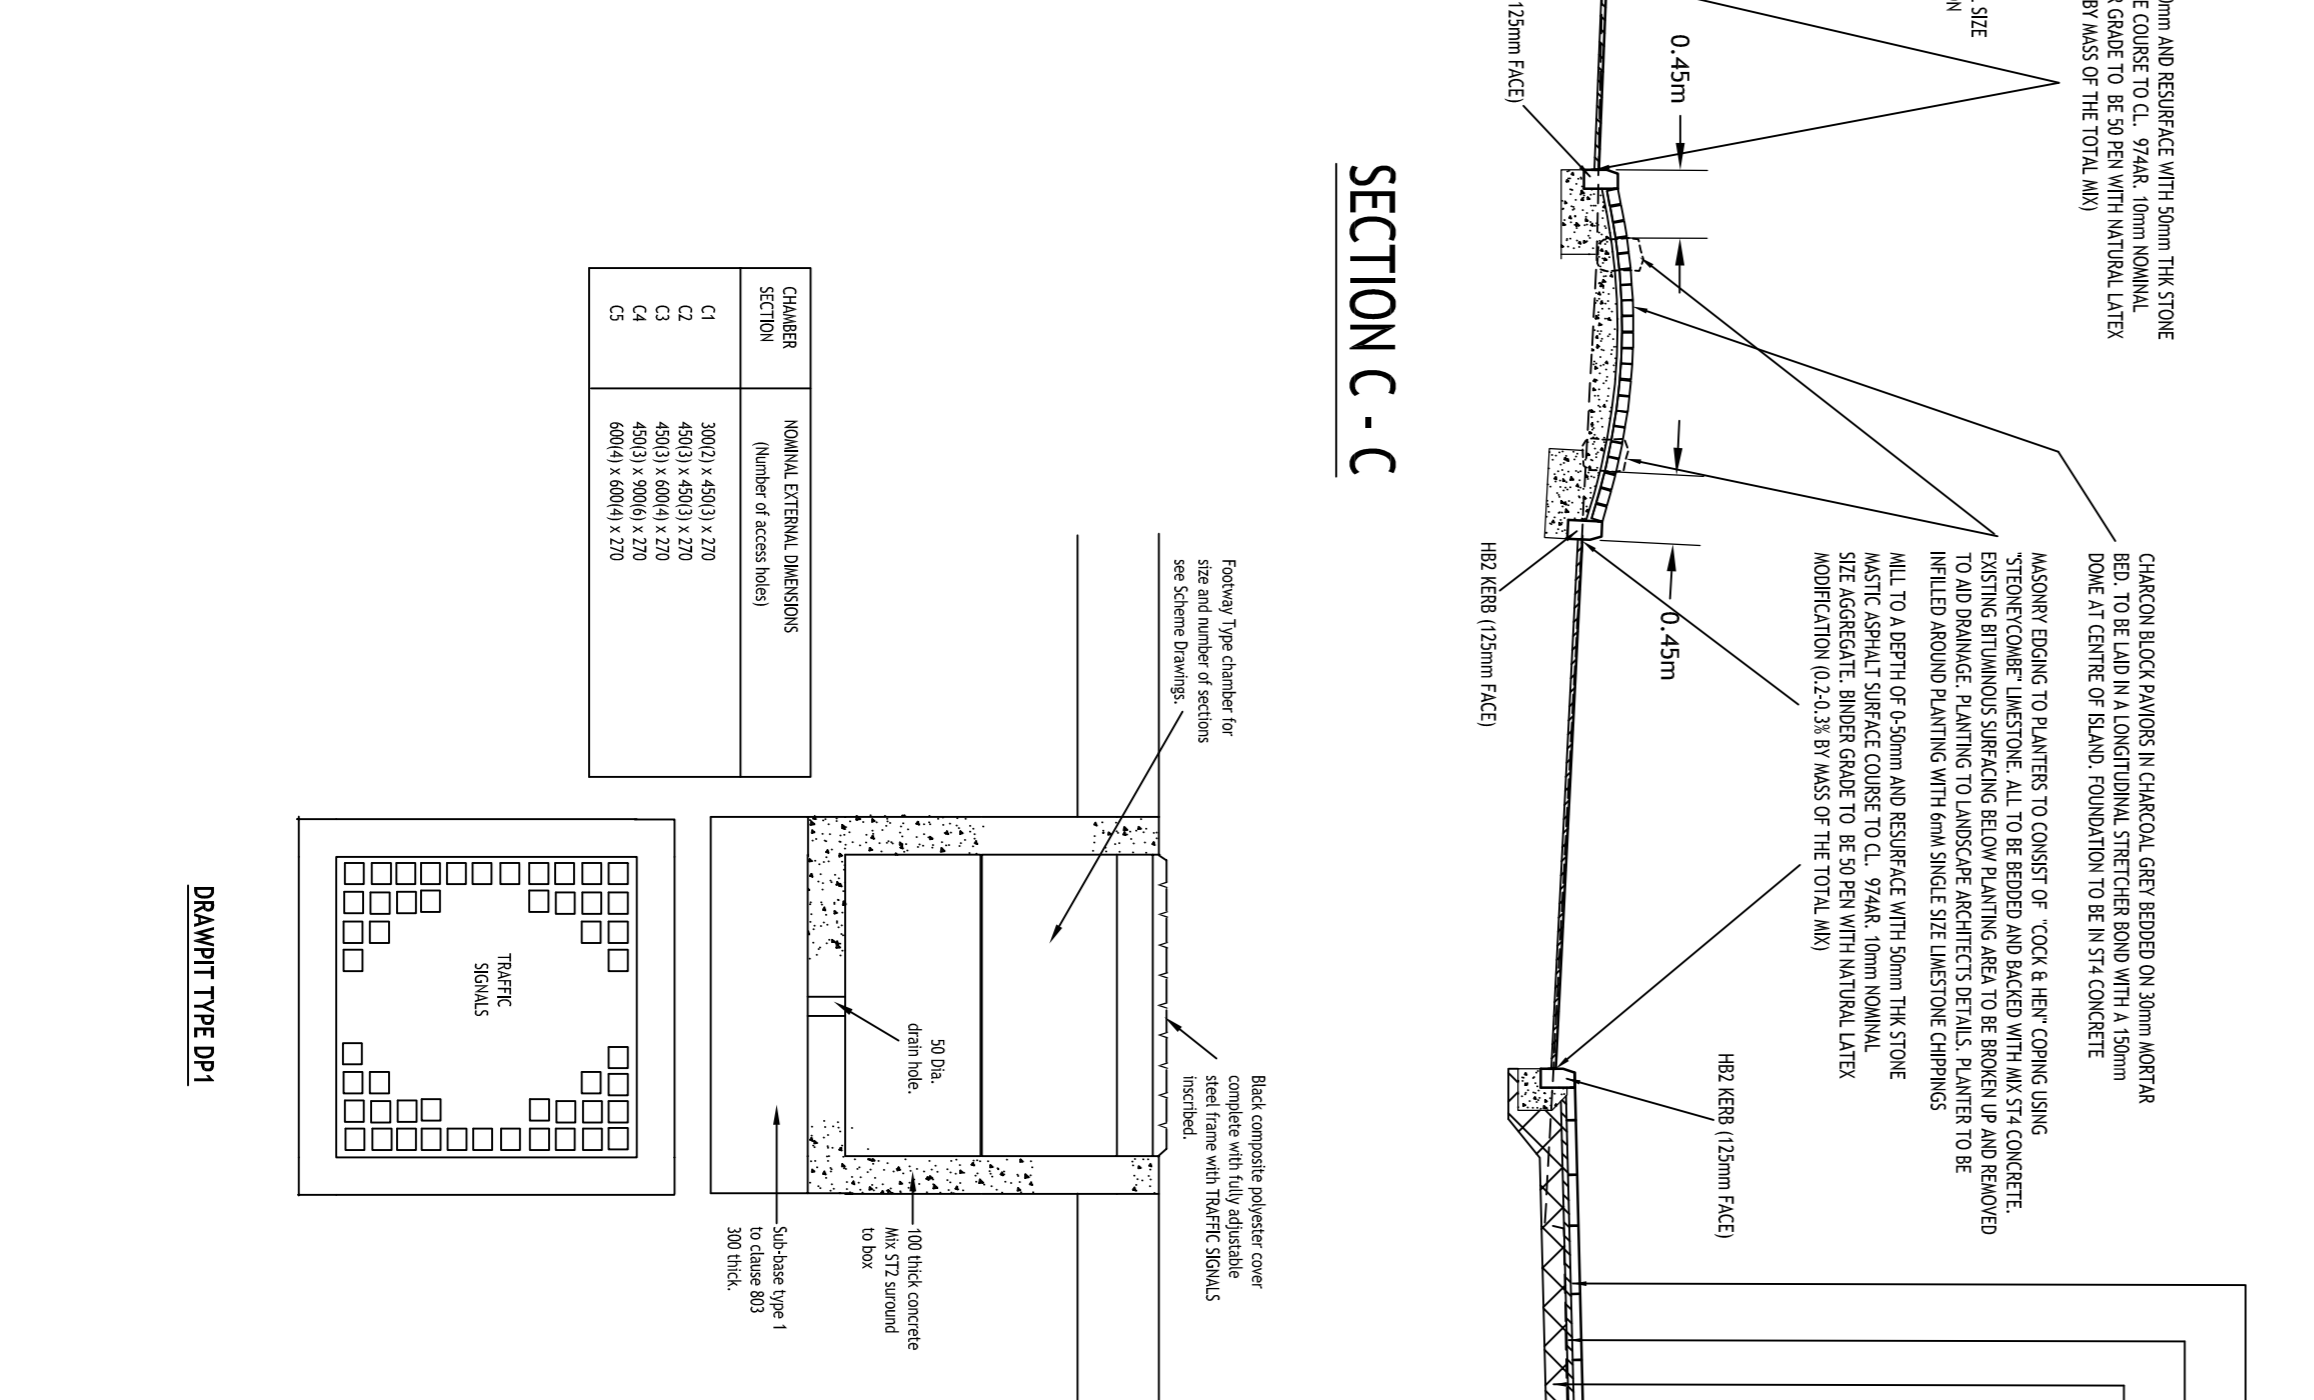 0mm AND RESURFACE WITH 50mm THK STONE
E COURSE TO CL. 974AR. 10mm NOMINAL
R GRADE TO BE 50 PEN WITH NATURAL LATEX
BY MASS OF THE TOTAL MIX)
SIZE
ON
0.45m
125mm FACE)
CHARCON BLOCK PAVIORS IN CHARCOAL GREY BEDDED ON 30mm MORTAR
BED. TO BE LAID IN A LONGITUDINAL STRETCHER BOND WITH A 150mm
DOME AT CENTRE OF ISLAND. FOUNDATION TO BE IN ST4 CONCRETE
MASONRY EDGING TO PLANTERS TO CONSIST OF "COCK & HEN" COPING USING
"STEONEYCOMBE" LIMESTONE. ALL TO BE BEDDED AND BACKED WITH MIX ST4 CONCRETE.
EXISTING BITUMINOUS SURFACING BELOW PLANTING AREA TO BE BROKEN UP AND REMOVED
TO AID DRAINAGE. PLANTING TO LANDSCAPE ARCHITECTS DETAILS. PLANTER TO BE
INFILLED AROUND PLANTING WITH 6mM SINGLE SIZE LIMESTONE CHIPPINGS
MILL TO A DEPTH OF 0-50mm AND RESURFACE WITH 50mm THK STONE
MASTIC ASPHALT SURFACE COURSE TO CL. 974AR. 10mm NOMINAL
SIZE AGGREGATE. BINDER GRADE TO BE 50 PEN WITH NATURAL LATEX
MODIFICATION (0.2-0.3% BY MASS OF THE TOTAL MIX)
HB2 KERB (125mm FACE)
0.45m
HB2 KERB (125mm FACE)
SECTION C - C
Footway Type chamber for
size and number of sections
see Scheme Drawings.
Black composite polyester cover
complete with fully adjustable
steel frame with TRAFFIC SIGNALS
inscribed.
50 Dia.
drain hole.
100 thick concrete
Mix ST2 suround
to box
Sub-base type 1
to clause 803
300 thick.
CHAMBER
SECTION
NOMINAL EXTERNAL DIMENSIONS
(Number of access holes)
C1 300(2) x 450(3) x 270
C2 450(3) x 450(3) x 270
C3 450(3) x 600(4) x 270
C4 450(3) x 900(6) x 270
C5 600(4) x 600(4) x 270
TRAFFIC
SIGNALS
DRAWPIT TYPE DP1